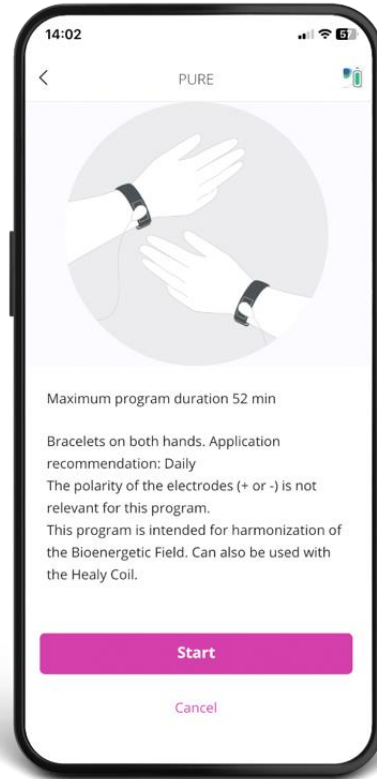 14:02
57
PURE
Maximum program duration 52 min
Bracelets on both hands. Application
recommendation: Daily
The polarity of the electrodes (+ or -) is not
relevant for this program.
This program is intended for harmonization of
the Bioenergetic Field. Can also be used with
the Healy Coil.
Start
Cancel